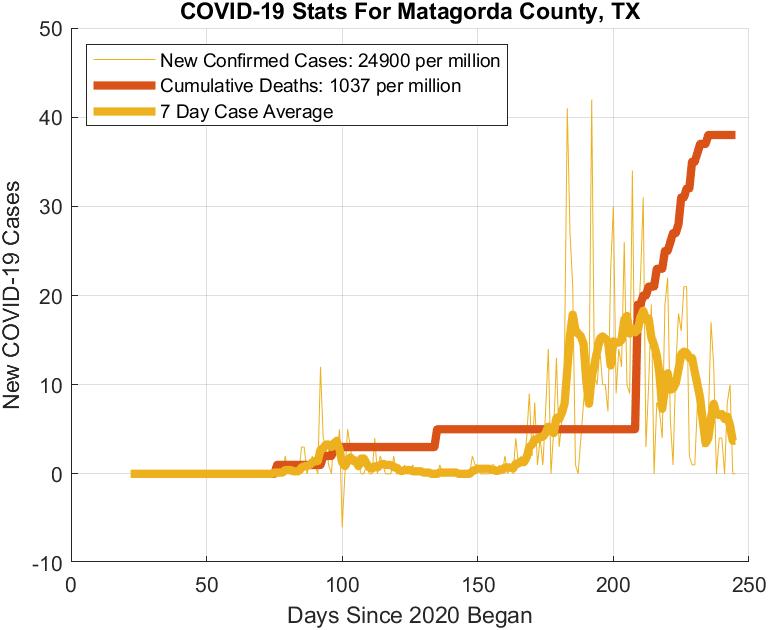 COVID-19 Stats For Matagorda County, TX
New Confirmed Cases: 24900 per million
Cumulative Deaths: 1037 per million
7 Day Case Average
New COVID-19 Cases
50
40
30
20
10
0
-10
0 50 100 150 200 250
Days Since 2020 Began